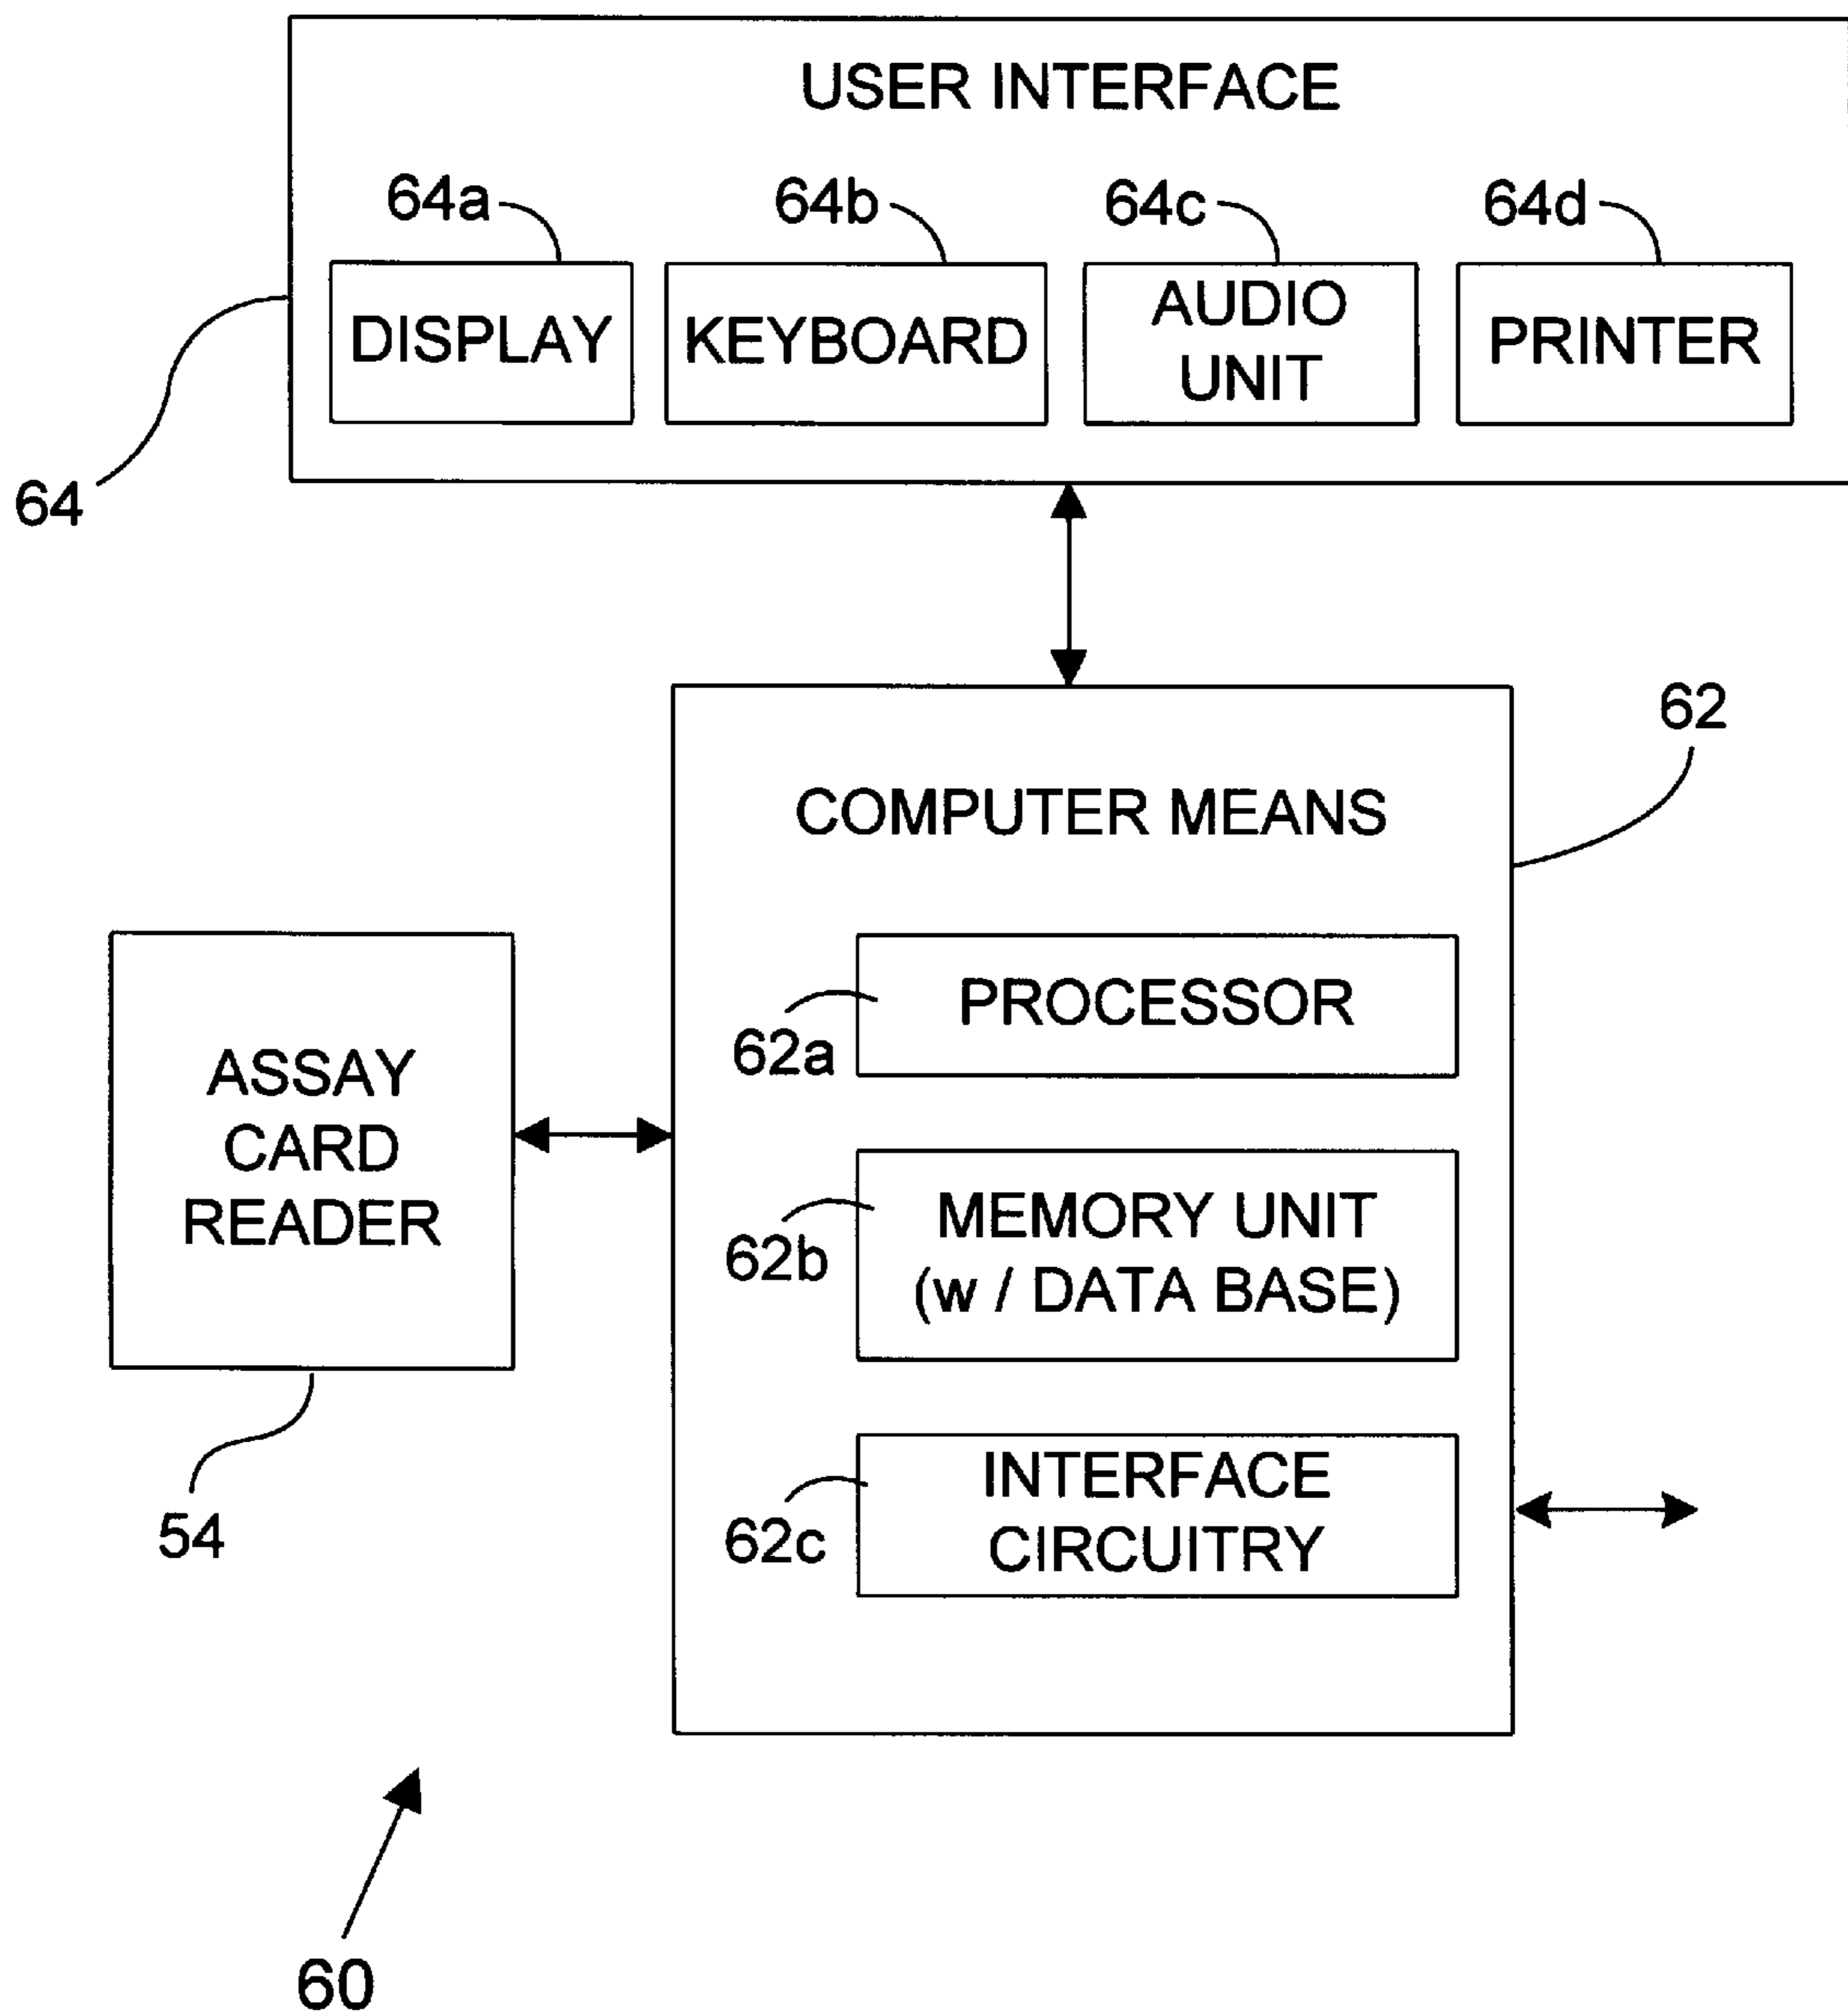 USER INTERFACE
64a
64b
64c
64d
DISPLAY
KEYBOARD
AUDIO
UNIT
PRINTER
64
62
COMPUTER MEANS
PROCESSOR
62a
ASSAY
CARD
READER
MEMORY UNIT
(w / DATA BASE)
62b
INTERFACE
CIRCUITRY
62c
54
60